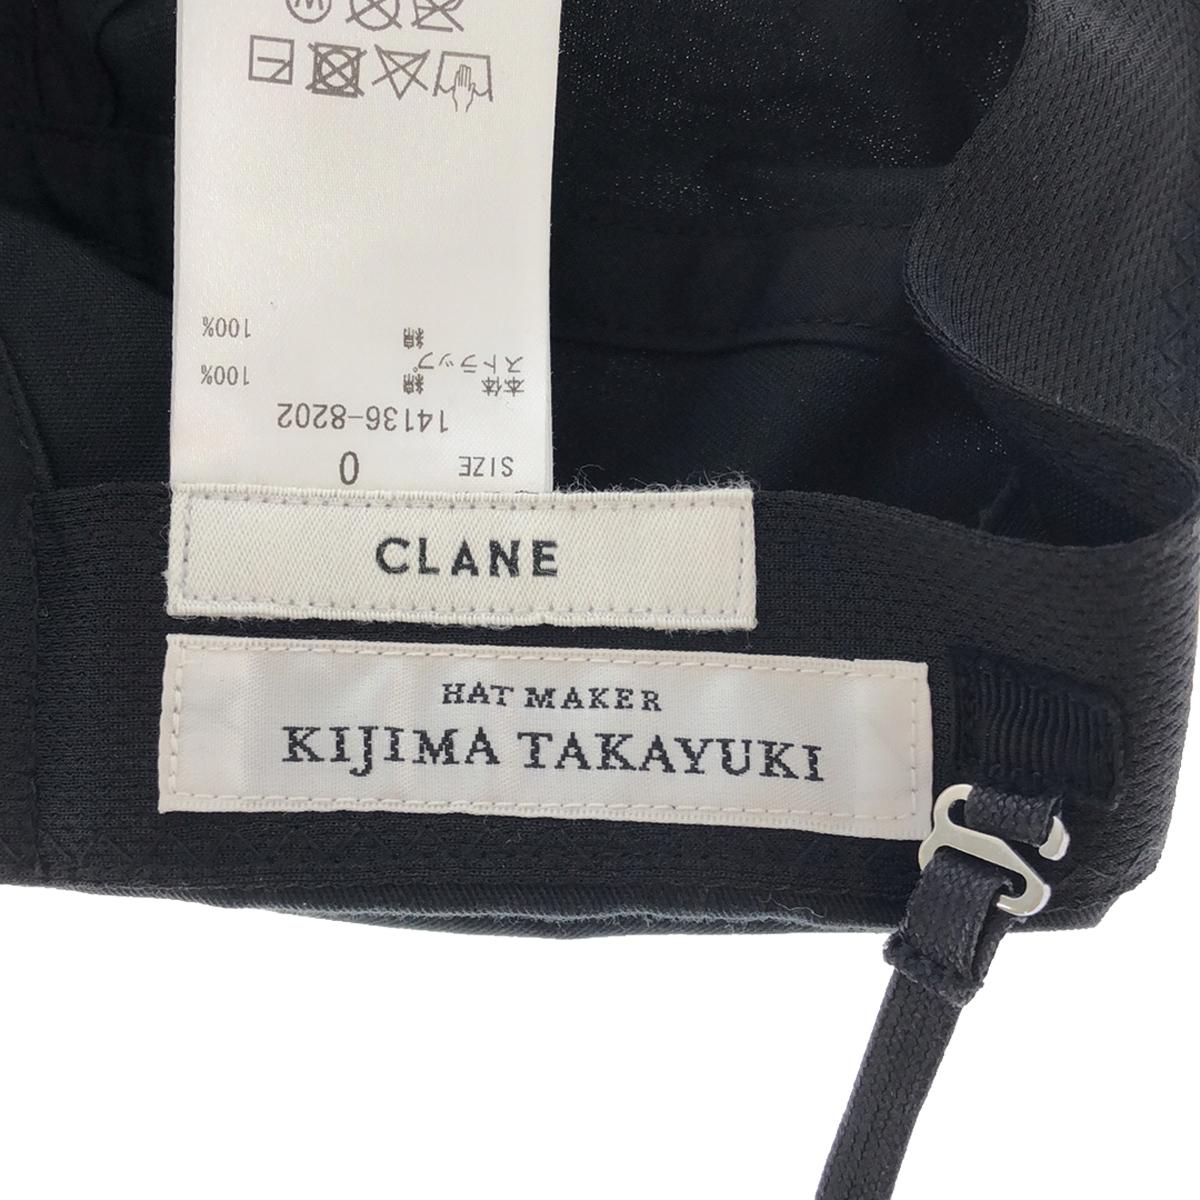 SIZE 0
14136-8202
本体 綿 100%
ストラップ 綿 100%
CLANE
HAT MAKER
KIJIMA TAKAYUKI
W